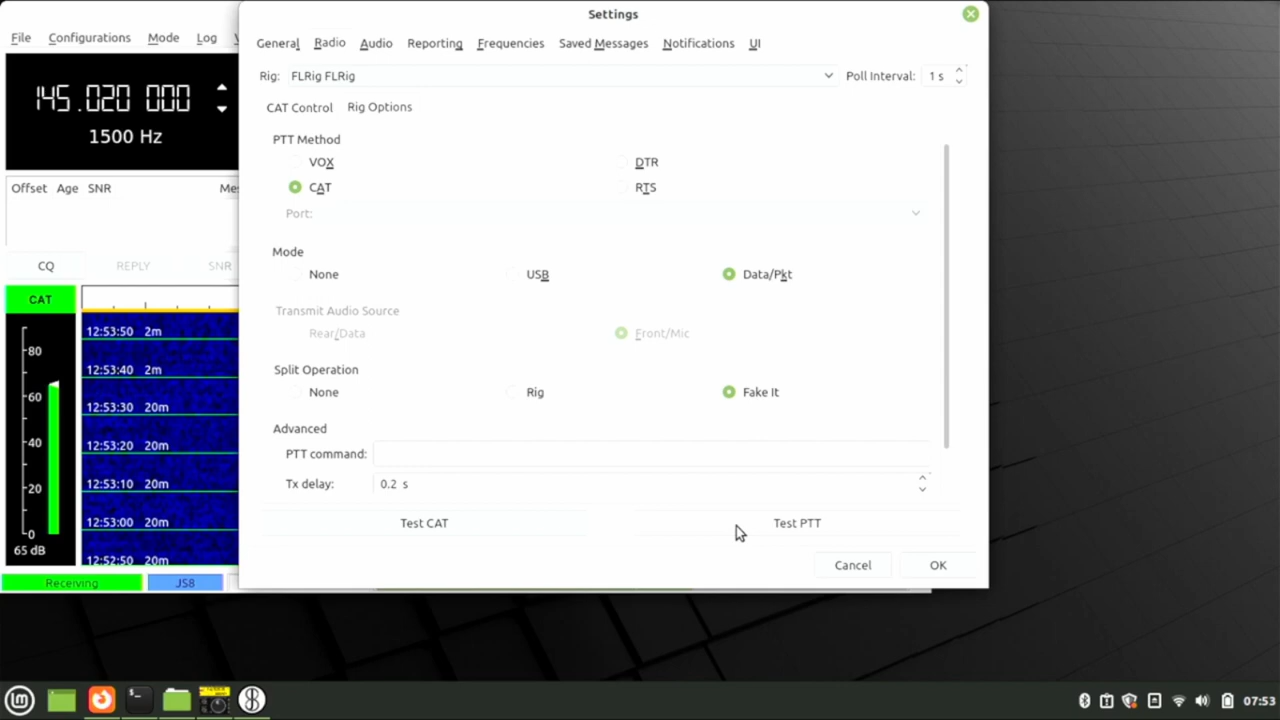 Settings
File Configurations Mode Log
General Radio Audio Reporting Frequencies Saved Messages Notifications UI
Rig: FLRig FLRig Poll Interval: 1 s
145.020 000
1500 Hz
CAT Control Rig Options
PTT Method
VOX DTR
CAT RTS
Port:
Offset Age SNR Me
Mode
None USB Data/Pkt
CQ REPLY SNR
CAT
Transmit Audio Source
Rear/Data Front/Mic
Split Operation
None Rig Fake It
Advanced
PTT command:
Tx delay: 0.2 s
Test CAT Test PTT
Cancel OK
80
60
40
20
0
65 dB
12:53:50 2m
12:53:40 2m
12:53:30 20m
12:53:20 20m
12:53:10 20m
12:53:00 20m
12:52:50 20m
Receiving JS8
07:53